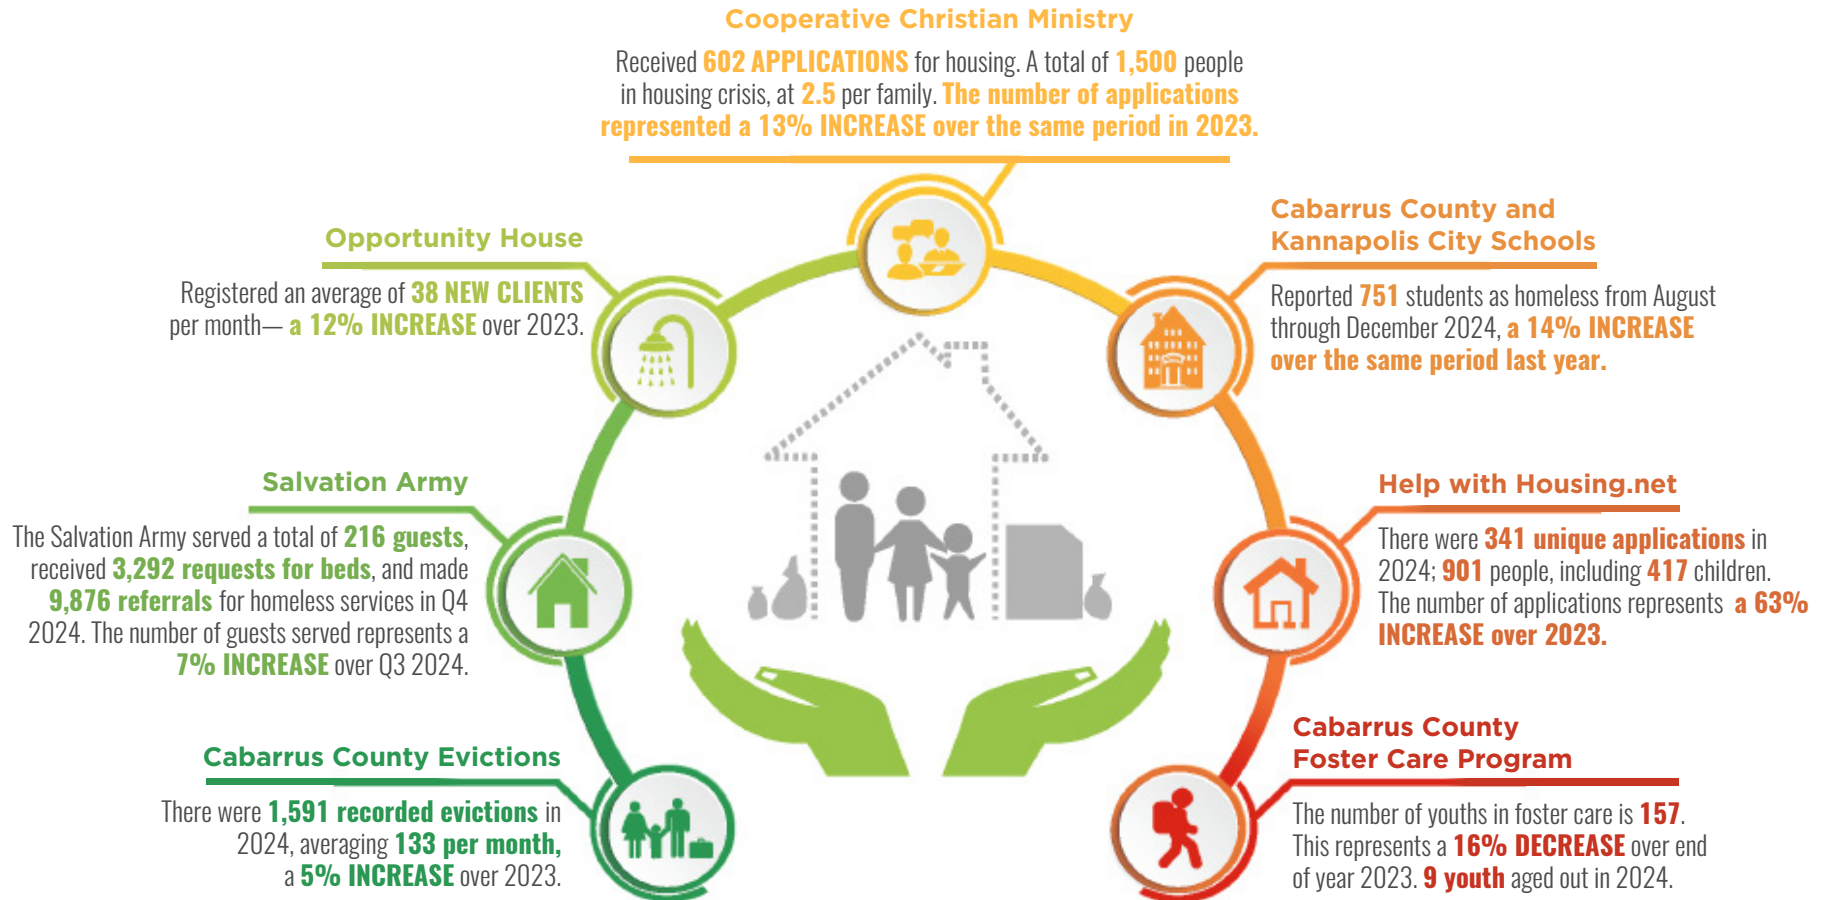 Cooperative Christian Ministry
Received 602 APPLICATIONS for housing. A total of 1,500 people
in housing crisis, at 2.5 per family. The number of applications
represented a 13% INCREASE over the same period in 2023.
Opportunity House
Registered an average of 38 NEW CLIENTS
per month— a 12% INCREASE over 2023.
Cabarrus County and
Kannapolis City Schools
Reported 751 students as homeless from August
through December 2024, a 14% INCREASE
over the same period last year.
Salvation Army
The Salvation Army served a total of 216 guests,
received 3,292 requests for beds, and made
9,876 referrals for homeless services in Q4
2024. The number of guests served represents a
7% INCREASE over Q3 2024.
Help with Housing.net
There were 341 unique applications in
2024; 901 people, including 417 children.
The number of applications represents a 63%
INCREASE over 2023.
Cabarrus County Evictions
There were 1,591 recorded evictions in
2024, averaging 133 per month,
a 5% INCREASE over 2023.
Cabarrus County
Foster Care Program
The number of youths in foster care is 157.
This represents a 16% DECREASE over end
of year 2023. 9 youth aged out in 2024.